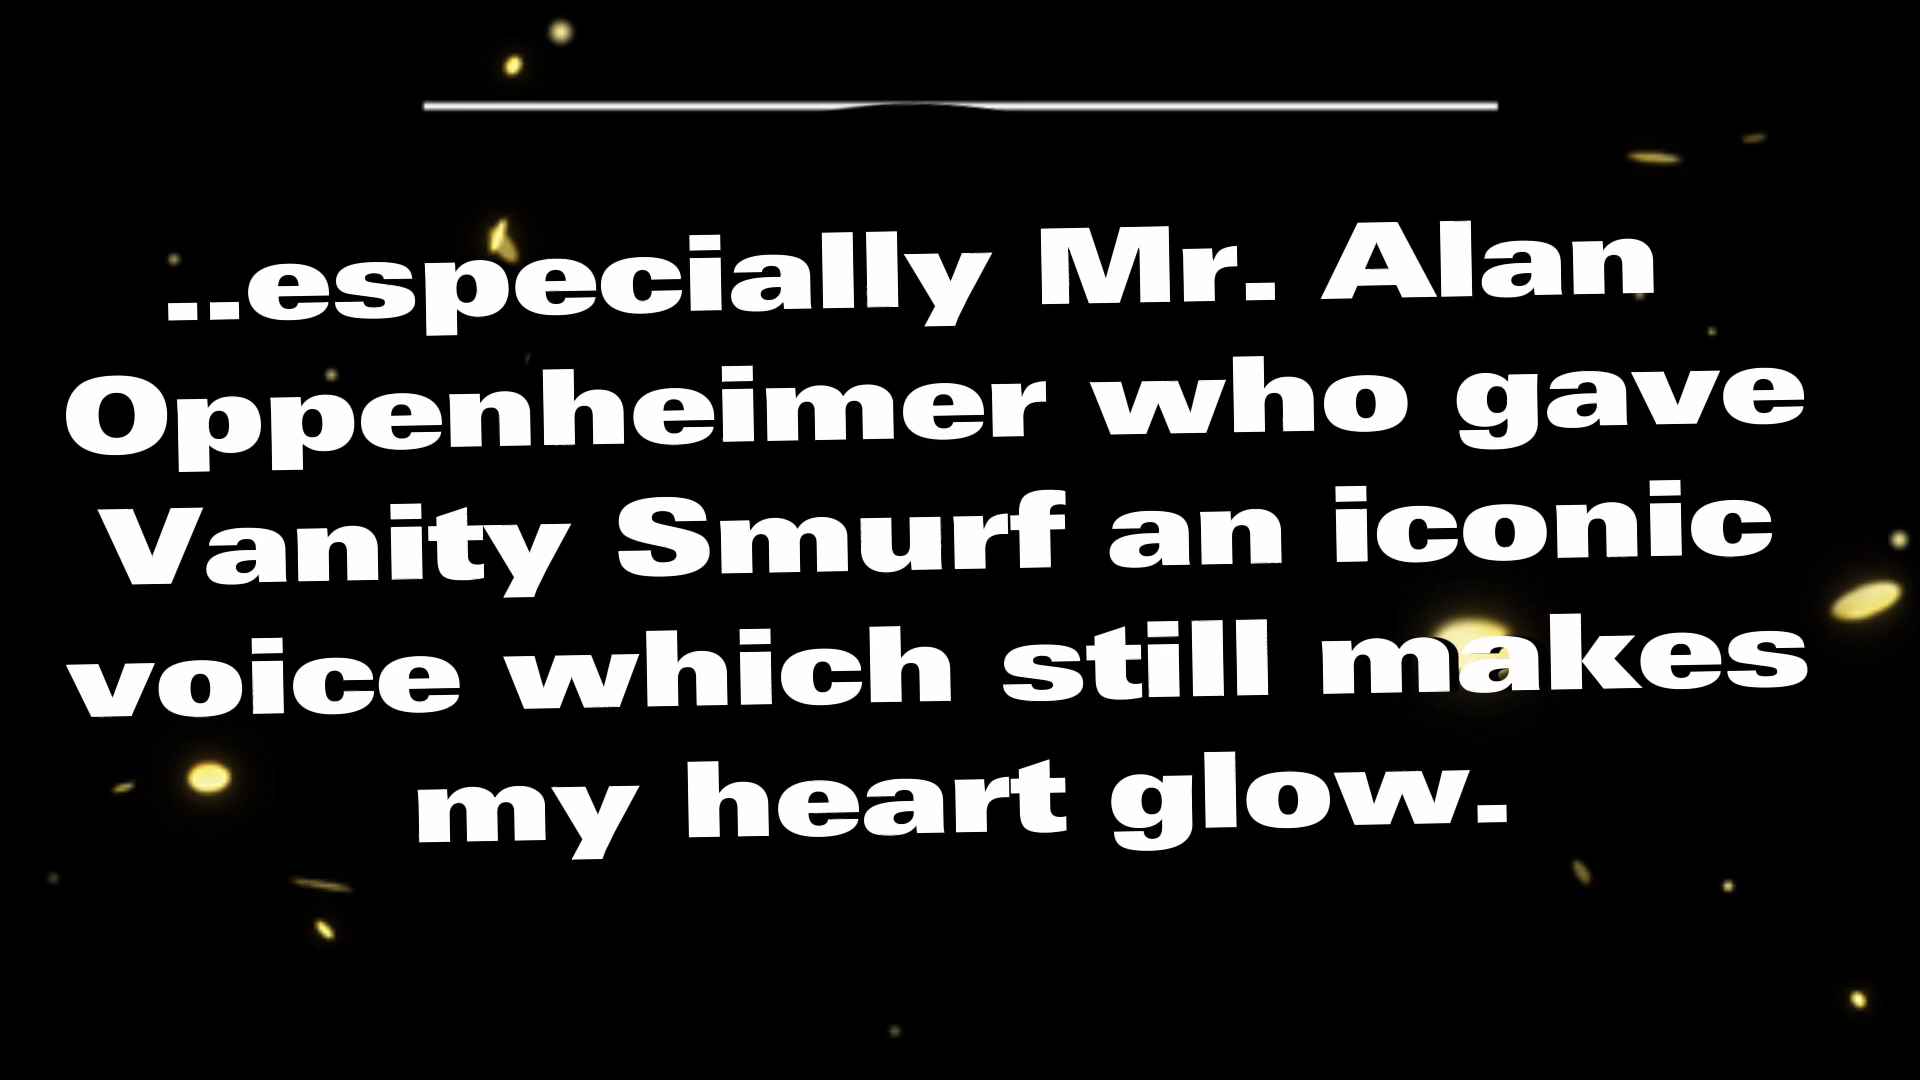 ..especially Mr. Alan
Oppenheimer who gave
Vanity Smurf an iconic
voice which still makes
my heart glow.